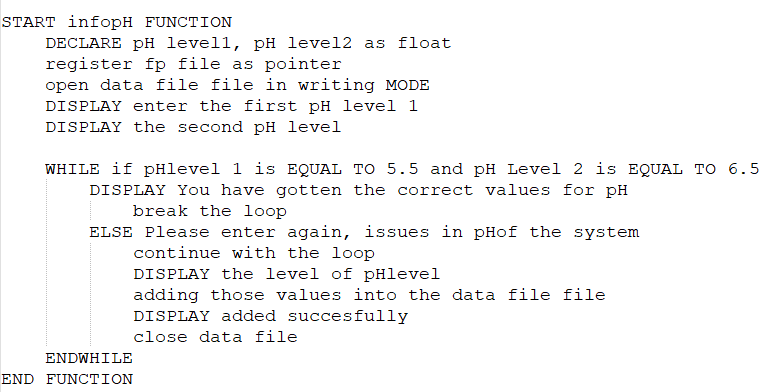 START infopH FUNCTION
DECLARE pH level1, pH level2 as float
register fp file as pointer
open data file file in writing MODE
DISPLAY enter the first pH level 1
DISPLAY the second pH level
WHILE if pHlevel 1 is EQUAL TO 5.5 and pH Level 2 is EQUAL TO 6.5
DISPLAY You have gotten the correct values for pH
break the loop
ELSE Please enter again, issues in pHof the system
continue with the loop
DISPLAY the level of pHlevel
adding those values into the data file file
DISPLAY added succesfully
close data file
ENDWHILE
END FUNCTION